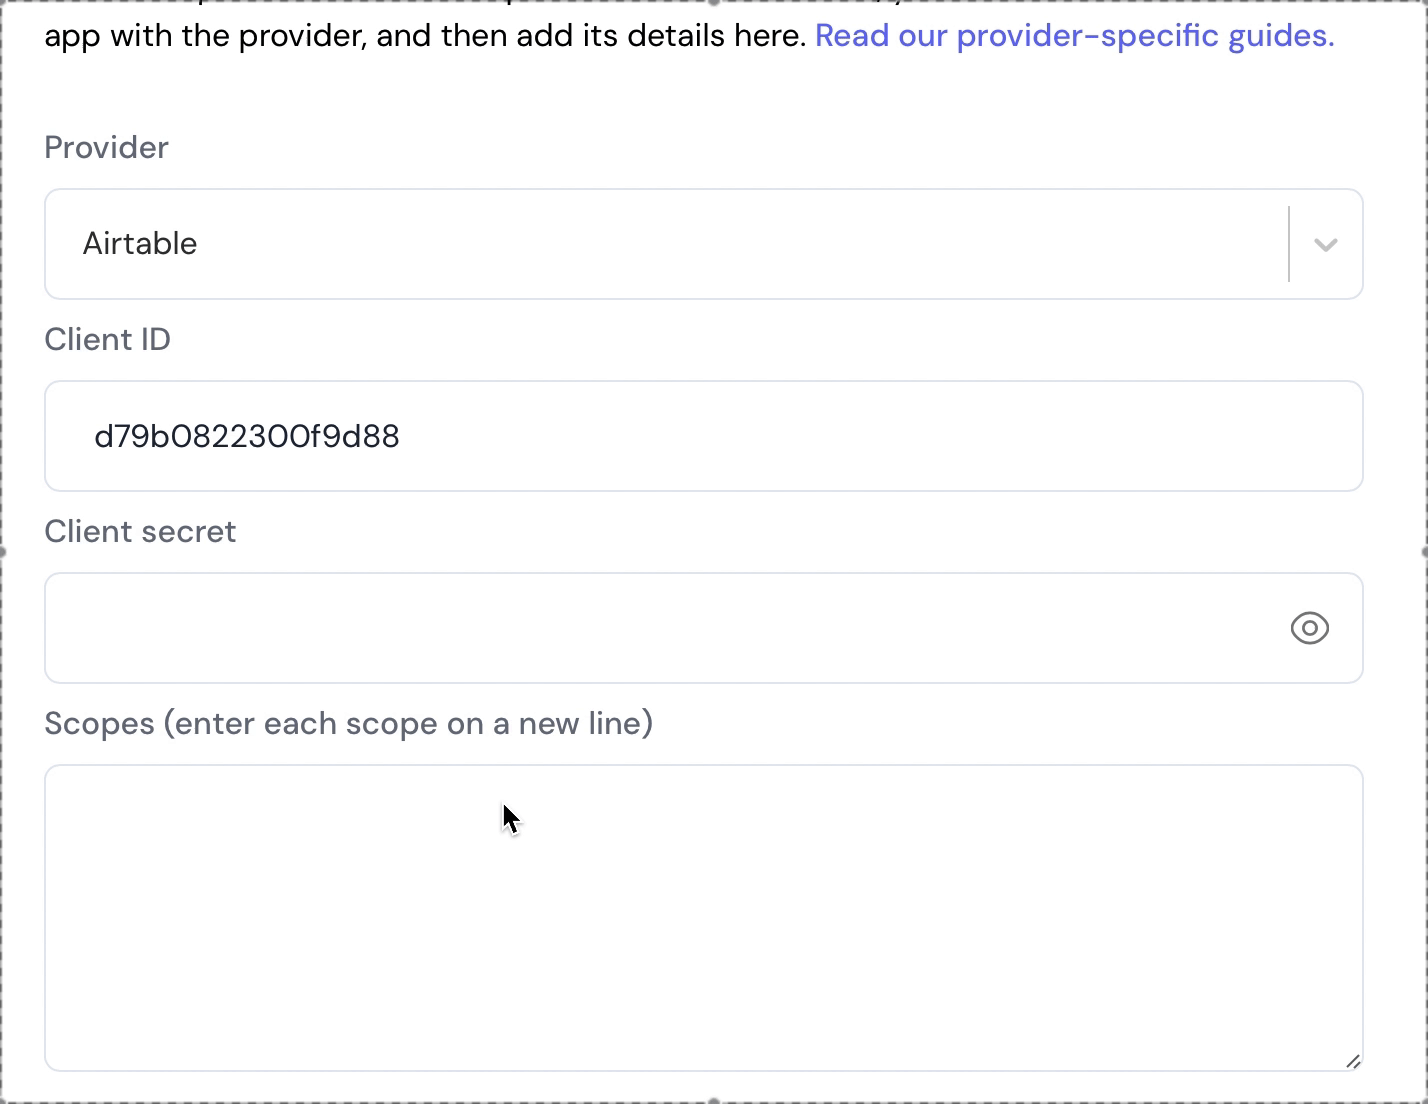 app with the provider, and then add its details here. Read our provider-specific guides.
Provider
Airtable
Client ID
d79b0822300f9d88
Client secret
Scopes (enter each scope on a new line)